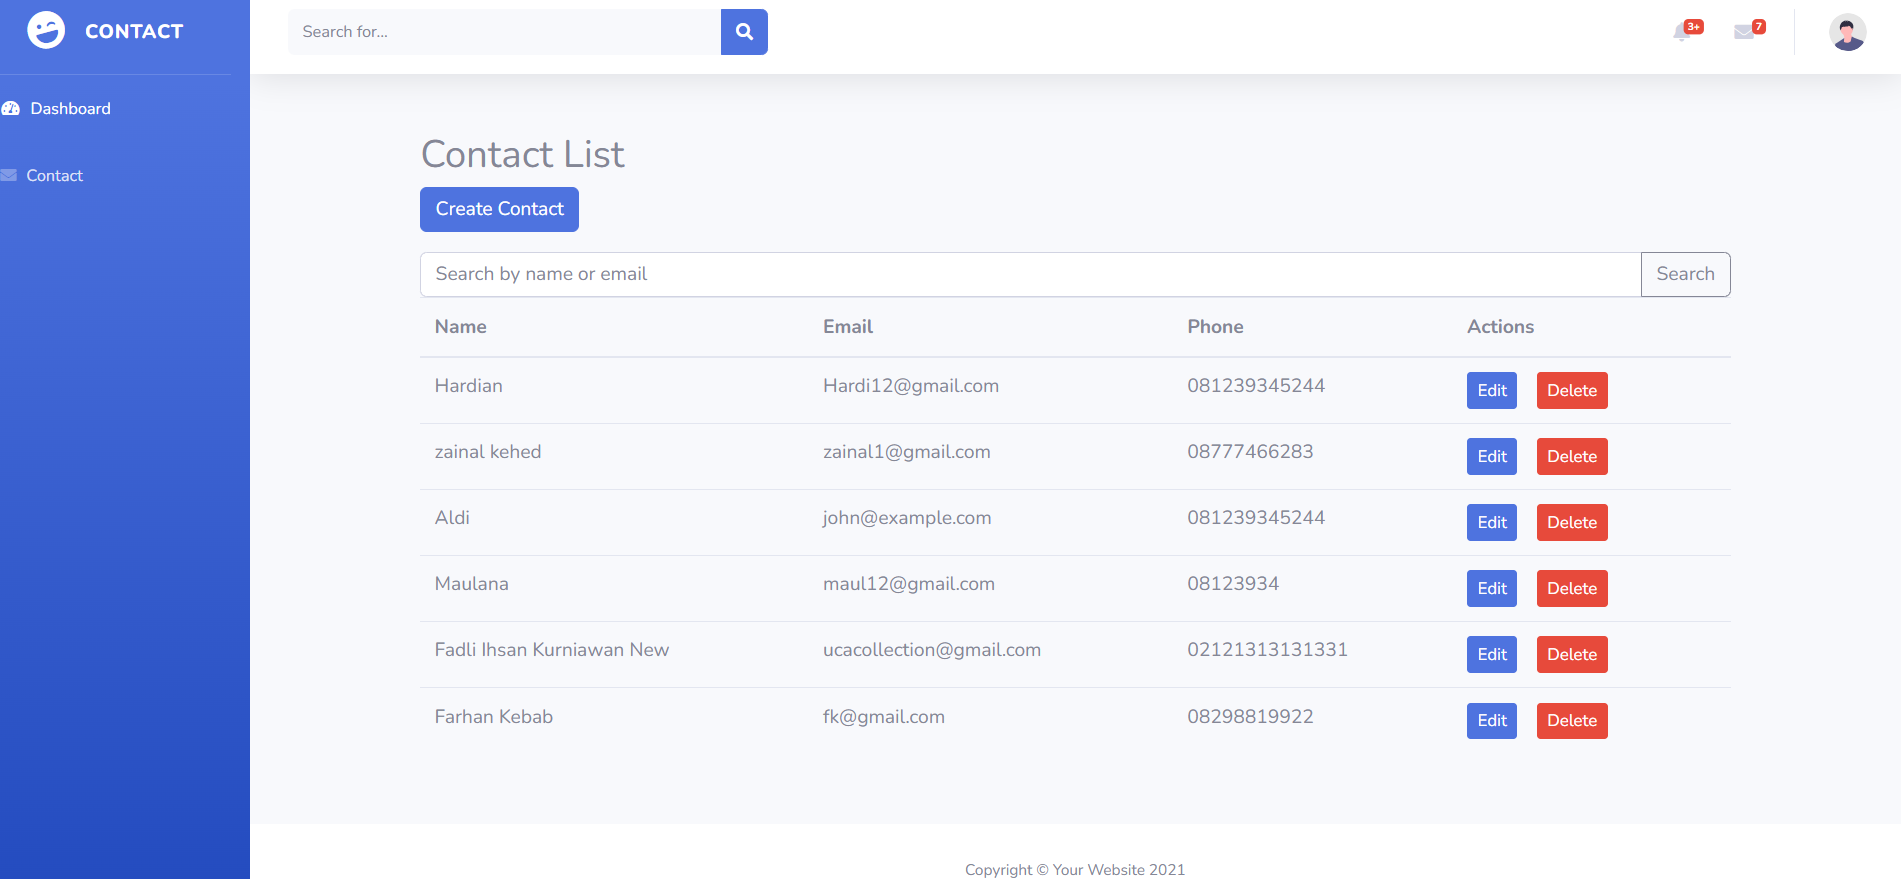 CONTACT
Search for...
3+
7
Dashboard
Contact
Contact List
Create Contact
Search by name or email
Search
Name Email Phone Actions
Hardian Hardi12@gmail.com 081239345244 Edit Delete
zainal kehed zainal1@gmail.com 08777466283 Edit Delete
Aldi john@example.com 081239345244 Edit Delete
Maulana maul12@gmail.com 08123934 Edit Delete
Fadli Ihsan Kurniawan New ucacollection@gmail.com 02121313131331 Edit Delete
Farhan Kebab fk@gmail.com 08298819922 Edit Delete
Copyright © Your Website 2021